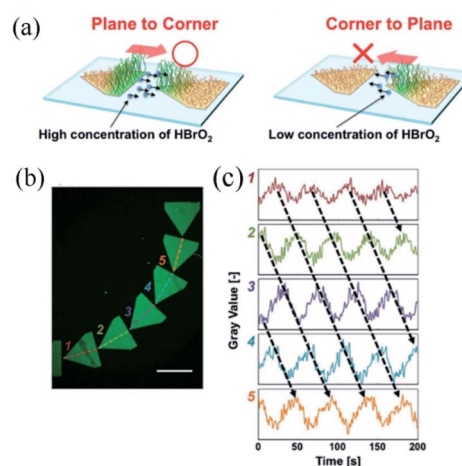 (a)
Plane to Corner
Corner to Plane
High concentration of HBrO₂
Low concentration of HBrO₂
(b)
1
2
3
4
5
(c)
1
2
3
4
5
Gray Value [-]
0 50 100 150 200
Time [s]